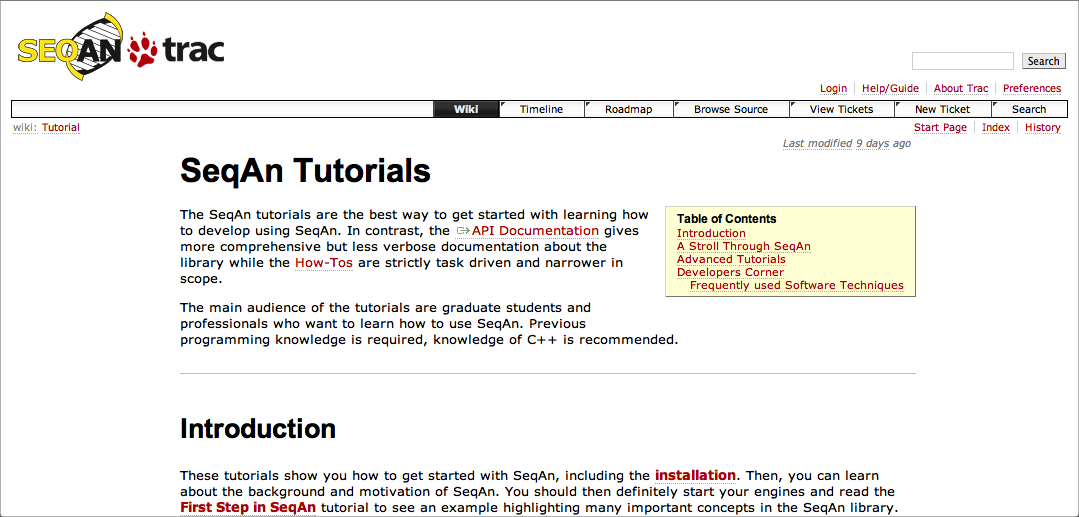 SEQAN trac
Search
Login Help/Guide About Trac Preferences
Wiki Timeline Roadmap Browse Source View Tickets New Ticket Search
wiki: Tutorial
Start Page Index History
Last modified 9 days ago
SeqAn Tutorials
The SeqAn tutorials are the best way to get started with learning how
to develop using SeqAn. In contrast, the API Documentation gives
more comprehensive but less verbose documentation about the
library while the How-Tos are strictly task driven and narrower in
scope.
Table of Contents
Introduction
A Stroll Through SeqAn
Advanced Tutorials
Developers Corner
Frequently used Software Techniques
The main audience of the tutorials are graduate students and
professionals who want to learn how to use SeqAn. Previous
programming knowledge is required, knowledge of C++ is recommended.
Introduction
These tutorials show you how to get started with SeqAn, including the installation. Then, you can learn
about the background and motivation of SeqAn. You should then definitely start your engines and read the
First Step in SeqAn tutorial to see an example highlighting many important concepts in the SeqAn library.